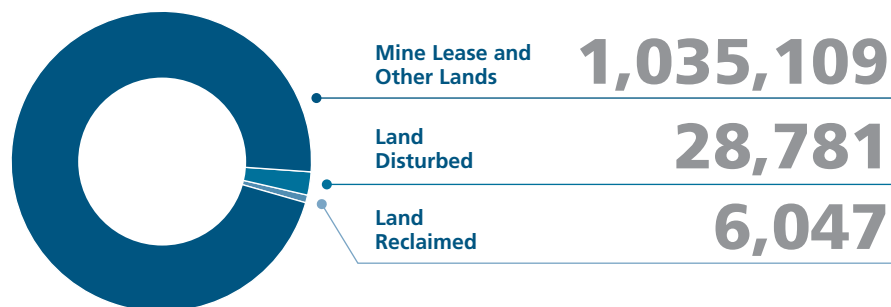 Mine Lease and
Other Lands
1,035,109
Land
Disturbed
28,781
Land
Reclaimed
6,047